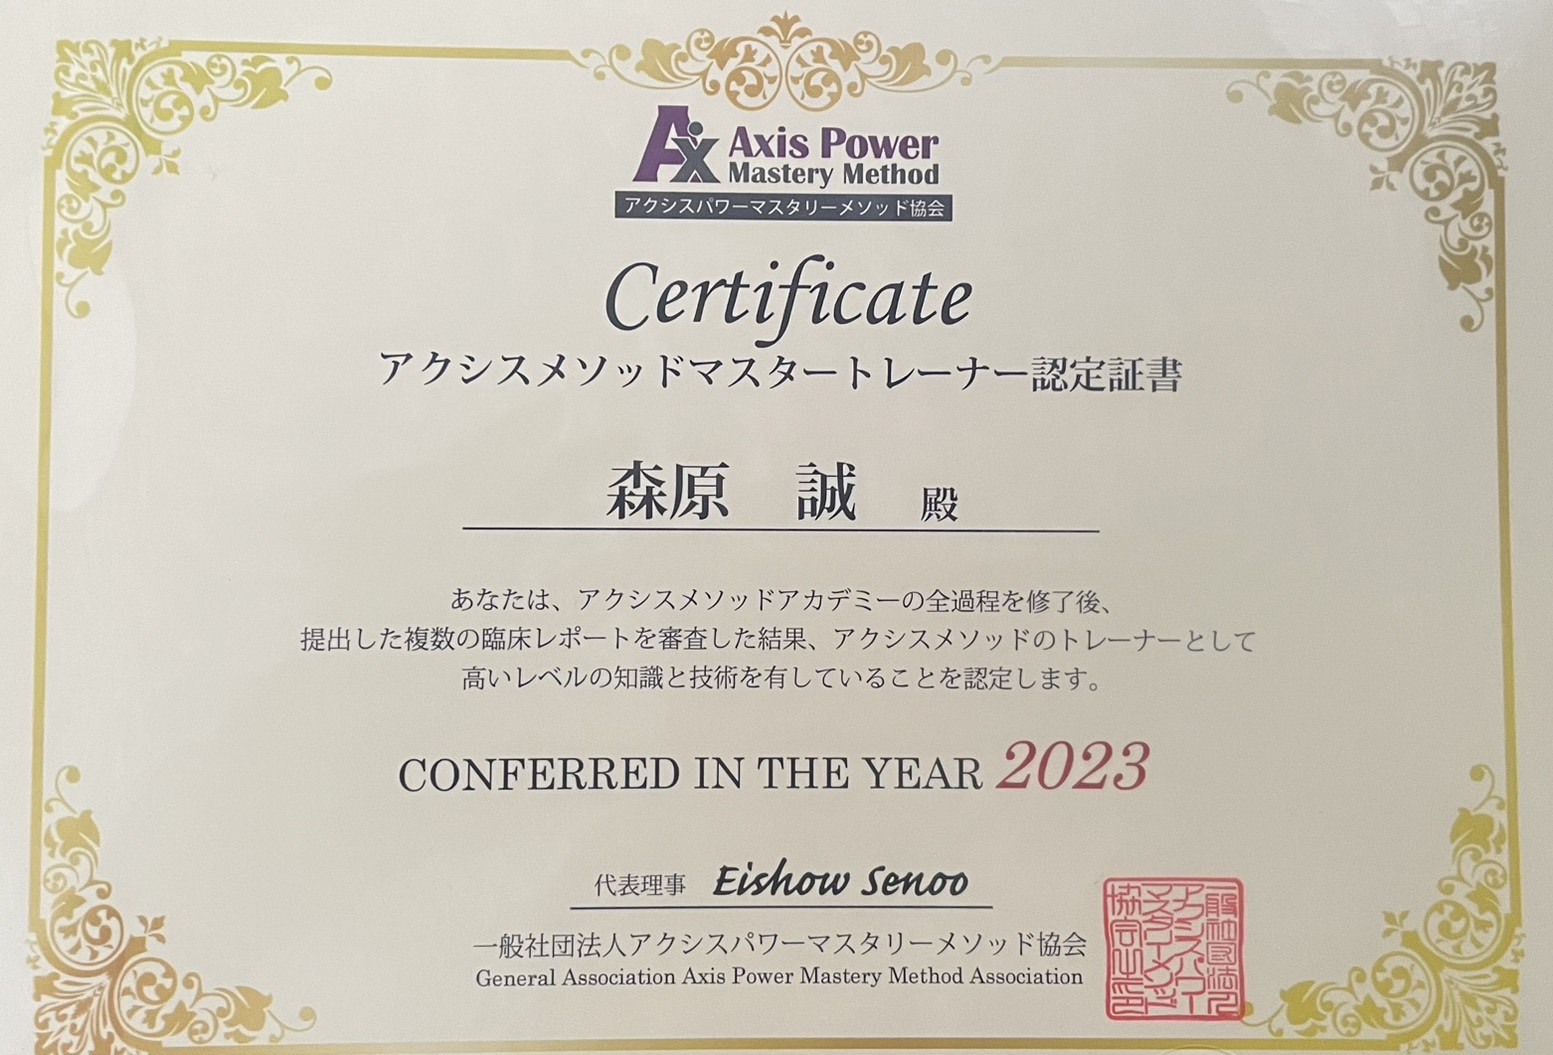 Axis Power
Mastery Method
アクシスパワーマスタリーメソッド協会
Certificate
アクシスメソッドマスタートレーナー認定証書
森原　誠　殿
あなたは、アクシスメソッドアカデミーの全過程を修了後、
提出した複数の臨床レポートを審査した結果、アクシスメソッドのトレーナーとして
高いレベルの知識と技術を有していることを認定します。
CONFERRED IN THE YEAR 2023
代表理事 Eishow Senoo
一般社団法人アクシスパワーマスタリーメソッド協会
General Association Axis Power Mastery Method Association